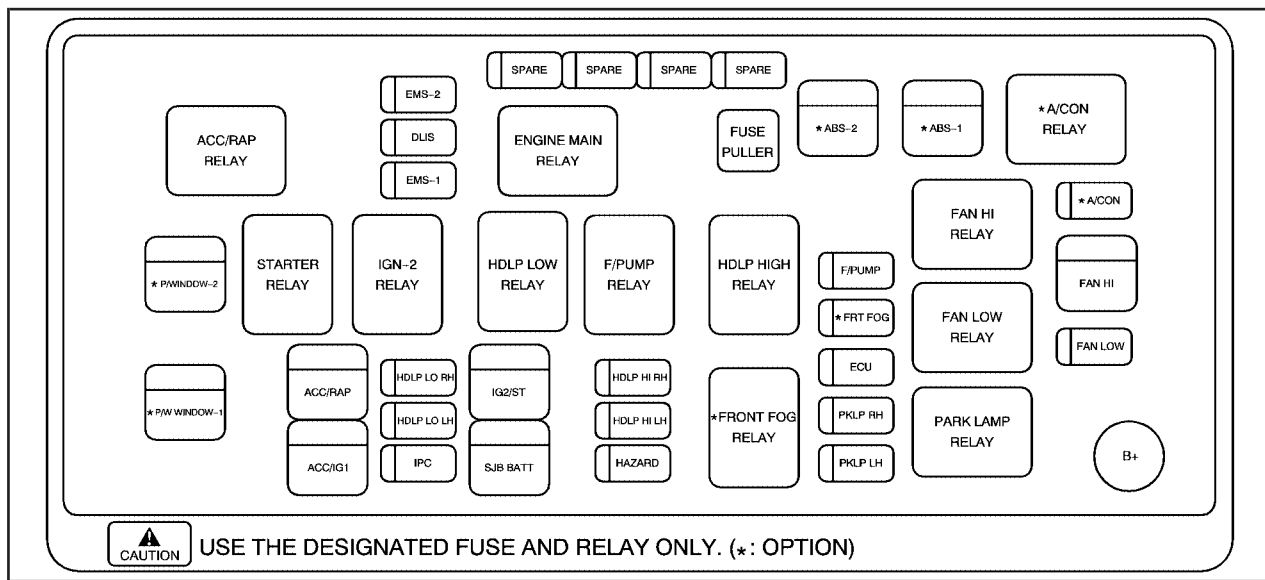 SPARE
SPARE
SPARE
SPARE
EMS-2
* ABS-2
* ABS-1
* A/CON
RELAY
ACC/RAP
RELAY
DLIS
ENGINE MAIN
RELAY
FUSE
PULLER
EMS-1
* A/CON
FAN HI
RELAY
* P/WINDOW-2
STARTER
RELAY
IGN-2
RELAY
HDLP LOW
RELAY
F/PUMP
RELAY
HDLP HIGH
RELAY
F/PUMP
FAN HI
* FRT FOG
FAN LOW
RELAY
FAN LOW
ECU
ACC/RAP
HDLP LO RH
IG2/ST
HDLP HI RH
* P/W WINDOW-1
HDLP LO LH
HDLP HI LH
*FRONT FOG
RELAY
PKLP RH
PARK LAMP
RELAY
ACC/IG1
IPC
SJB BATT
HAZARD
PKLP LH
B+
CAUTION
USE THE DESIGNATED FUSE AND RELAY ONLY. (*: OPTION)